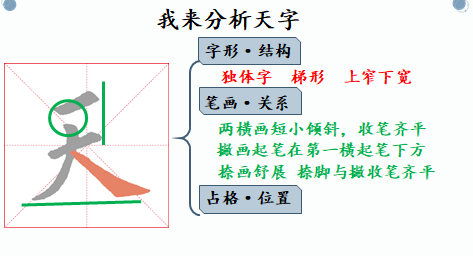 我来分析天字
字形·结构
独体字 梯形 上窄下宽
笔画·关系
两横画短小倾斜，收笔齐平
撇画起笔在第一横起笔下方
捺画舒展 捺脚与撇收笔齐平
占格·位置
天